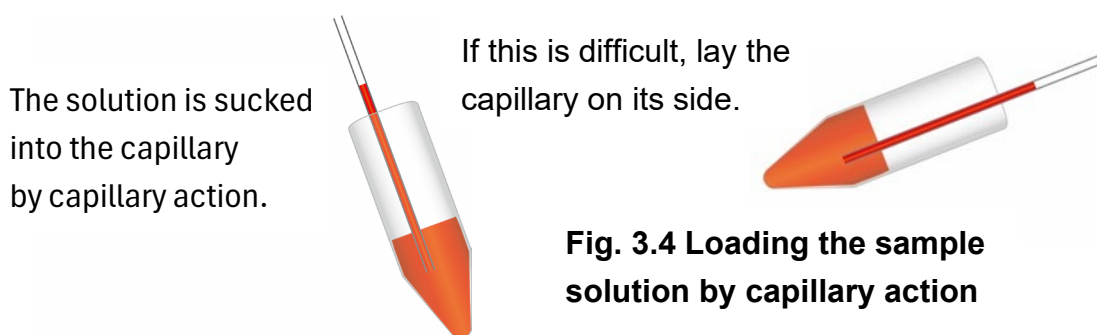 The solution is sucked
into the capillary
by capillary action.
If this is difficult, lay the
capillary on its side.
Fig. 3.4 Loading the sample
solution by capillary action